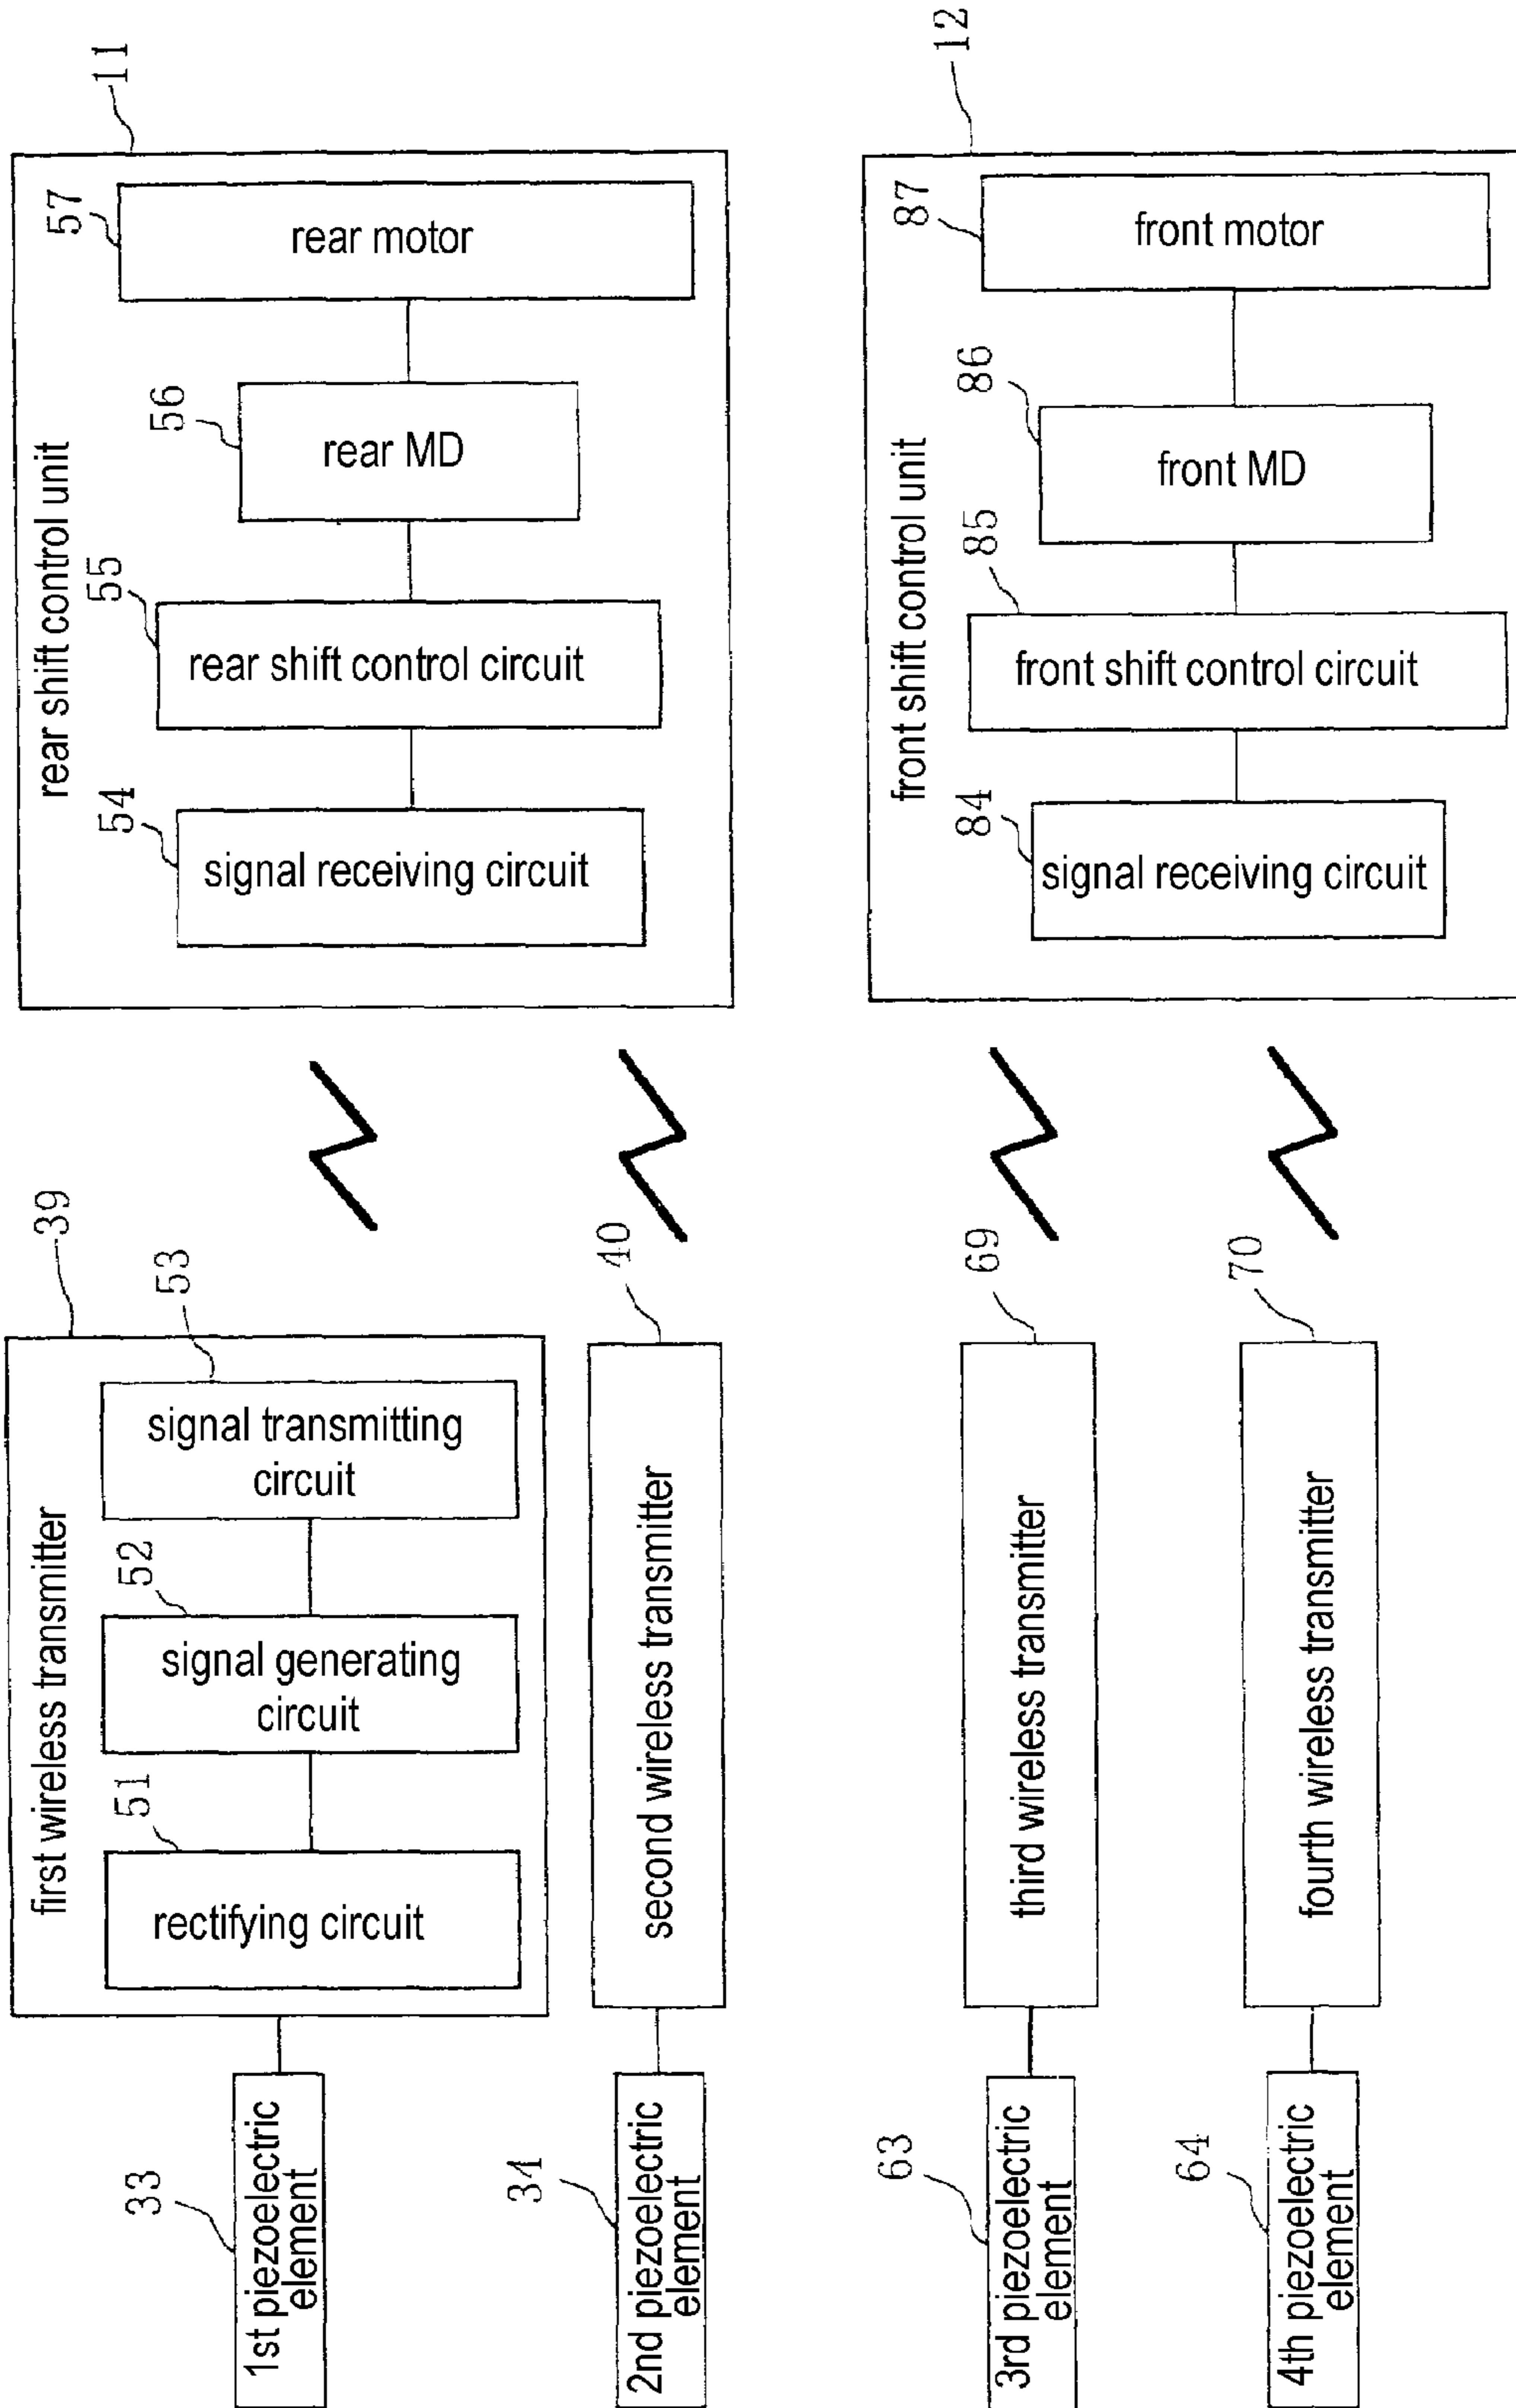 33
1st piezoelectric
element
39
first wireless transmitter
51
rectifying circuit
52
signal generating
circuit
53
signal transmitting
circuit
11
rear shift control unit
54
signal receiving circuit
55
rear shift control circuit
56
rear MD
57
rear motor
34
2nd piezoelectric
element
40
second wireless transmitter
63
3rd piezoelectric
element
69
third wireless transmitter
12
front shift control unit
84
signal receiving circuit
85
front shift control circuit
86
front MD
87
front motor
64
4th piezoelectric
element
70
fourth wireless transmitter